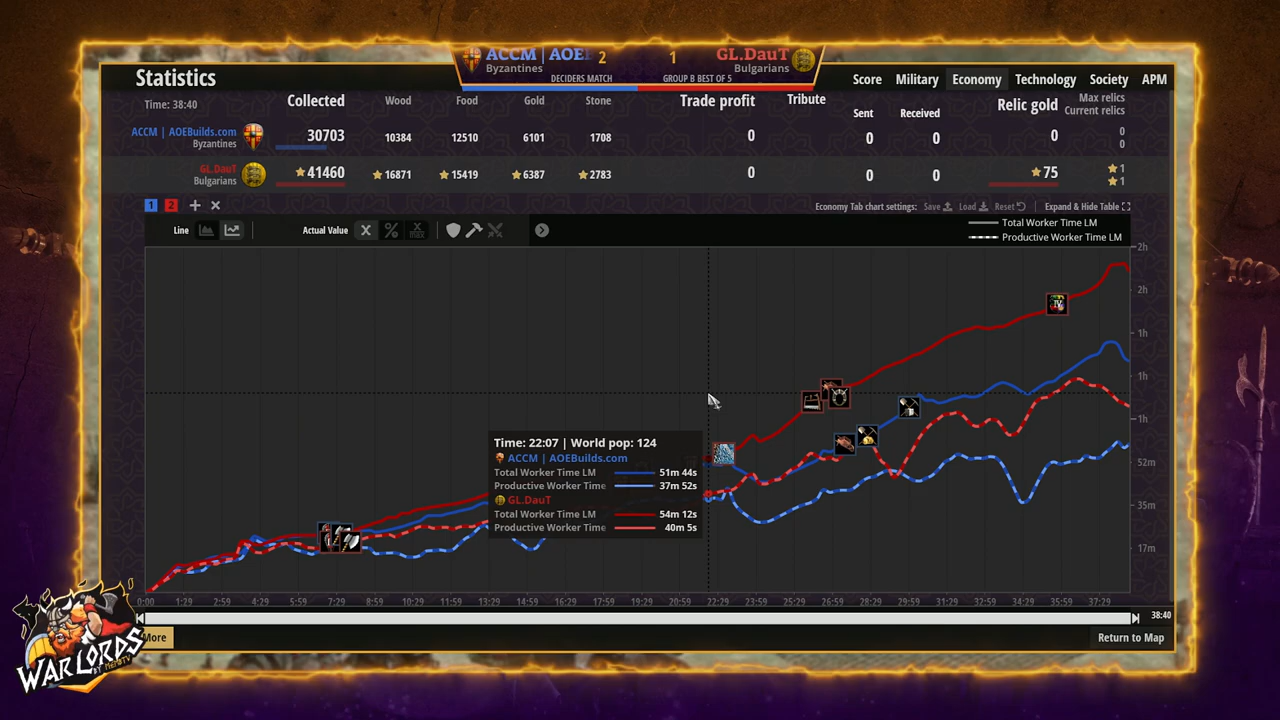 ACCM | AOE 2
1 GL.DauT
Byzantines
Bulgarians
DECIDERS MATCH
GROUP B BEST OF 5
Statistics
Score Military Economy Technology Society APM
Time: 38:40
Collected Wood Food Gold Stone Trade profit Tribute Sent Received Relic gold Max relics
Current relics
ACCM | AOEBuilds.com
Byzantines
30703 10384 12510 6101 1708 0 0 0 0 0
0
GL.DauT
Bulgarians
41460 16871 15419 6387 2783 0 0 0 75 1
1
1 2 + ×
Economy Tab chart settings: Save Load Reset Expand & Hide Table
Line Actual Value X % X max
Total Worker Time LM
Productive Worker Time LM
2h
2h
1h
1h
1h
52m
35m
17m
Time: 22:07 | World pop: 124
ACCM | AOEBuilds.com
Total Worker Time LM 51m 44s
Productive Worker Time 37m 52s
GL.DauT
Total Worker Time LM 54m 12s
Productive Worker Time 40m 5s
IV
0:00 1:29 2:59 4:29 5:59 7:29 8:59 10:29 11:59 13:29 14:59 16:29 17:59 19:29 20:59 22:29 23:59 25:29 26:59 28:29 29:59 31:29 32:59 34:29 35:59 37:29
38:40
More
Return to Map
WARLORDS
BY MEMBTV